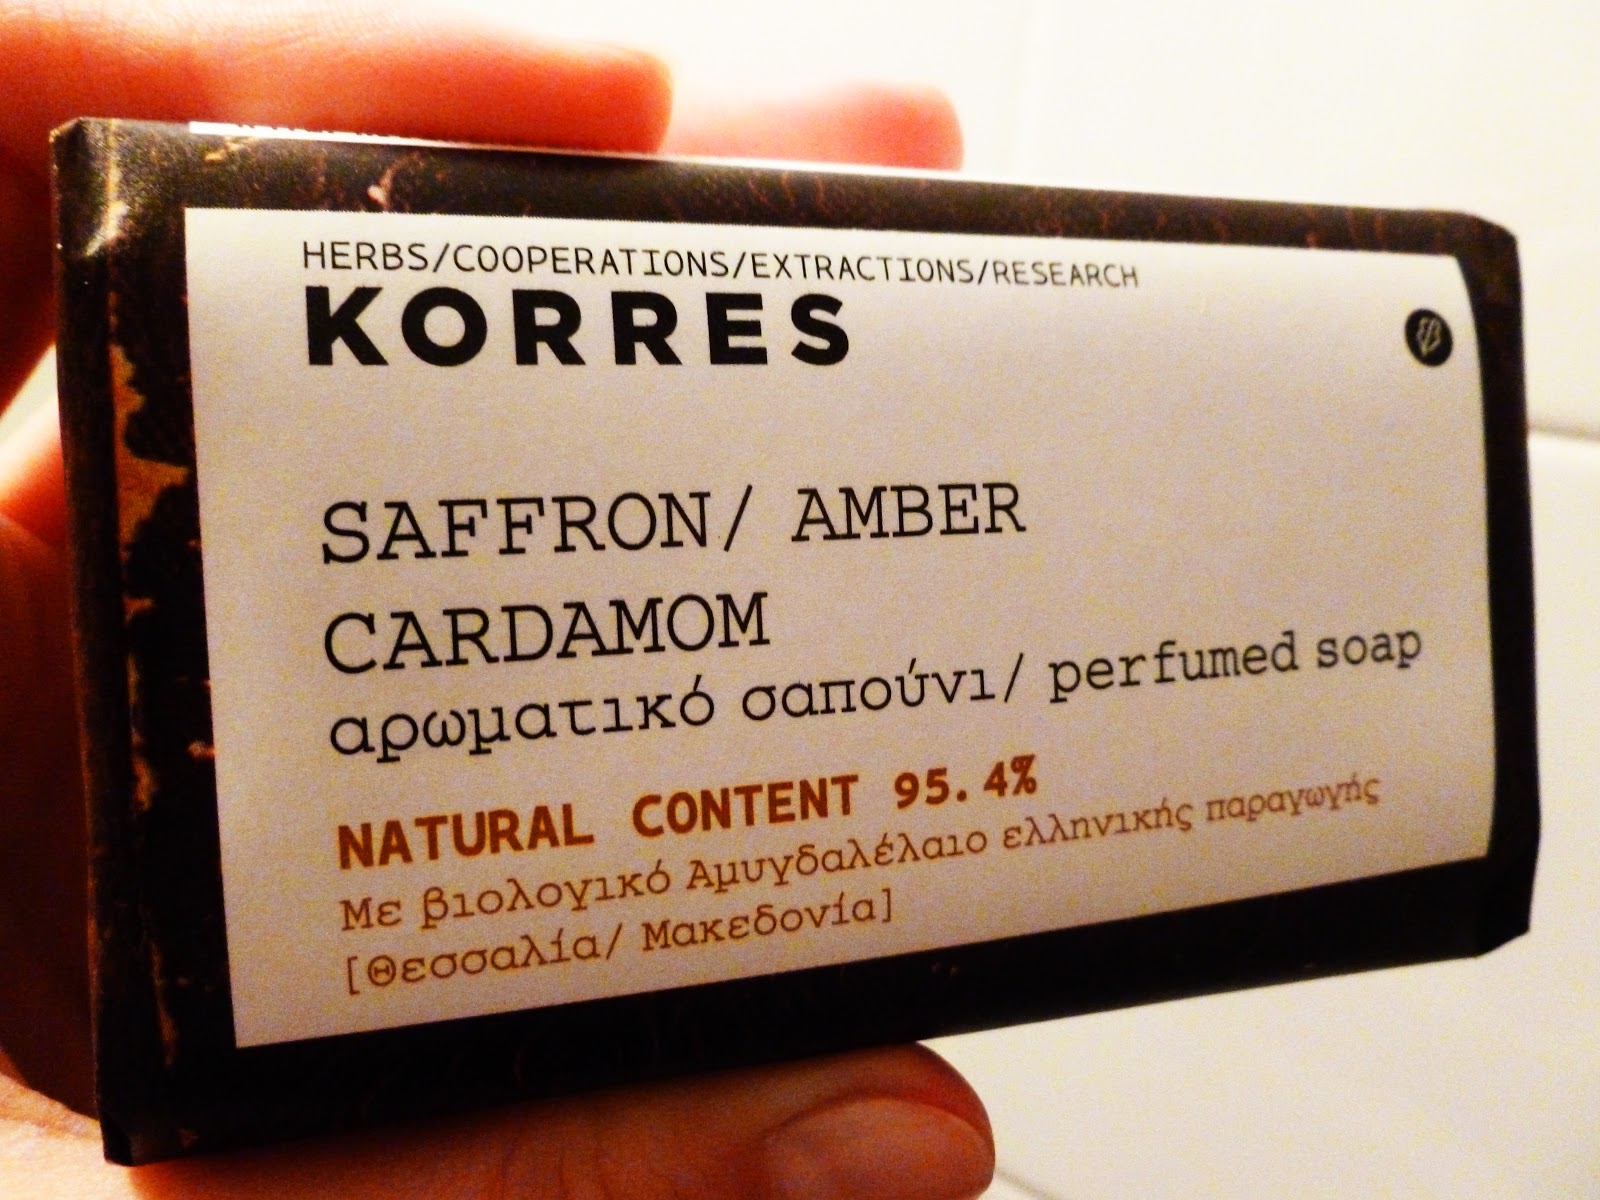 HERBS/COOPERATIONS/EXTRACTIONS/RESEARCH
KORRES
SAFFRON/ AMBER
CARDAMOM
αρωματικό σαπούνι/ perfumed soap
NATURAL CONTENT 95.4%
Με βιολογικό Αμυγδαλέλαιο ελληνικής παραγωγής
[Θεσσαλία/ Μακεδονία]